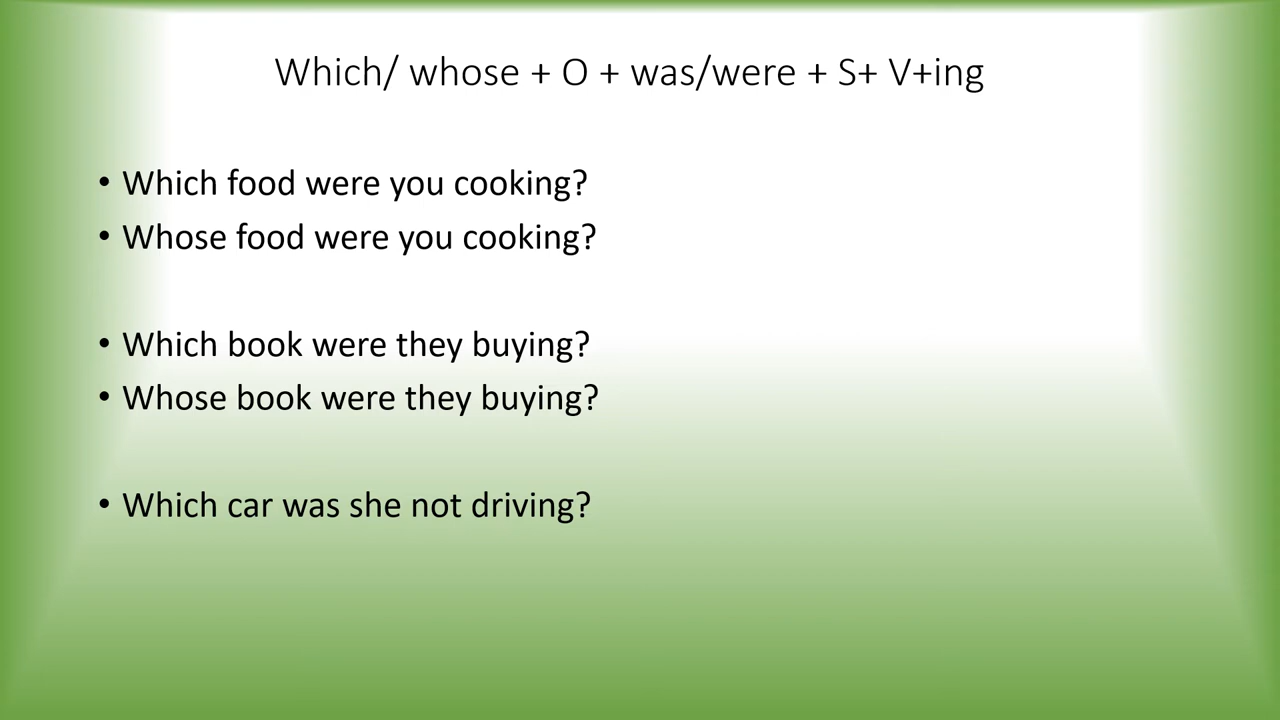 Which/ whose + O + was/were + S+ V+ing
• Which food were you cooking?
• Whose food were you cooking?
• Which book were they buying?
• Whose book were they buying?
• Which car was she not driving?